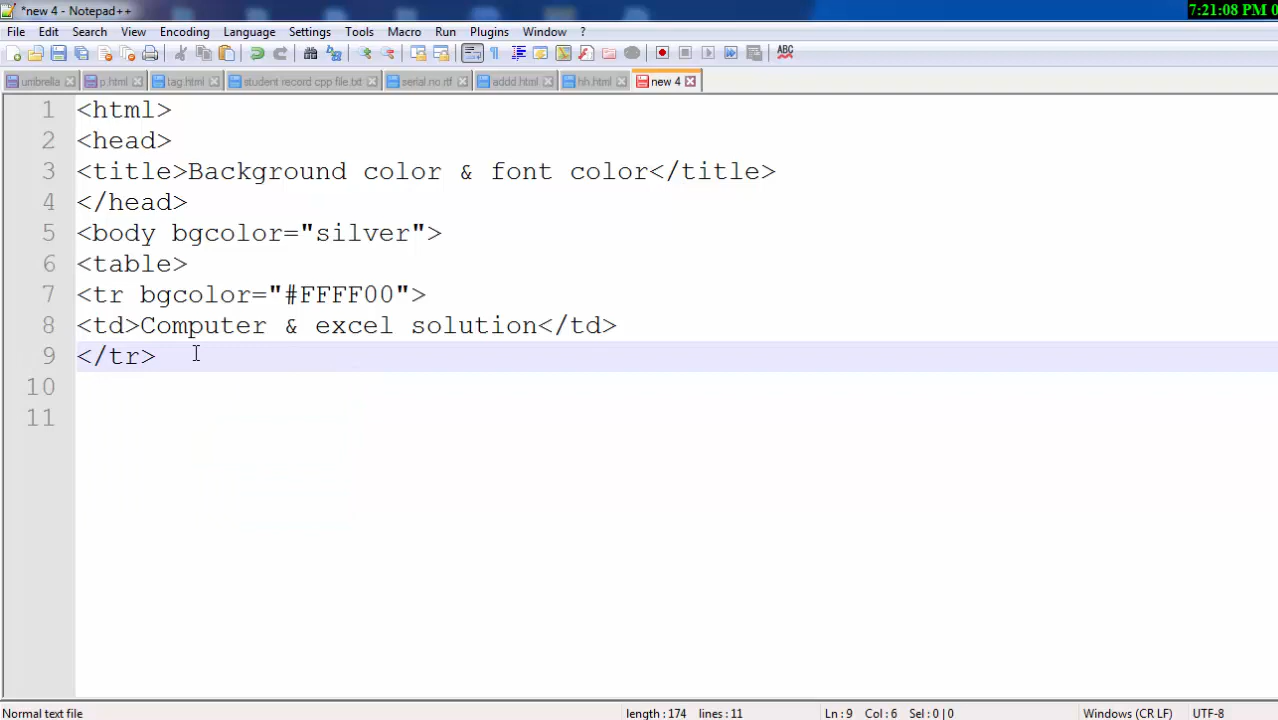 *new 4 - Notepad++
7:21:08 PM 0
File Edit Search View Encoding Language Settings Tools Macro Run Plugins Window ?
ABC
umbrella p.html tag.html student record cpp file.txt serial no.rtf addd.html hh.html new 4
1 <html>
2 <head>
3 <title>Background color & font color</title>
4 </head>
5 <body bgcolor="silver">
6 <table>
7 <tr bgcolor="#FFFF00">
8 <td>Computer & excel solution</td>
9 </tr>
10
11
Normal text file length : 174 lines : 11 Ln : 9 Col : 6 Sel : 0 | 0 Windows (CR LF) UTF-8